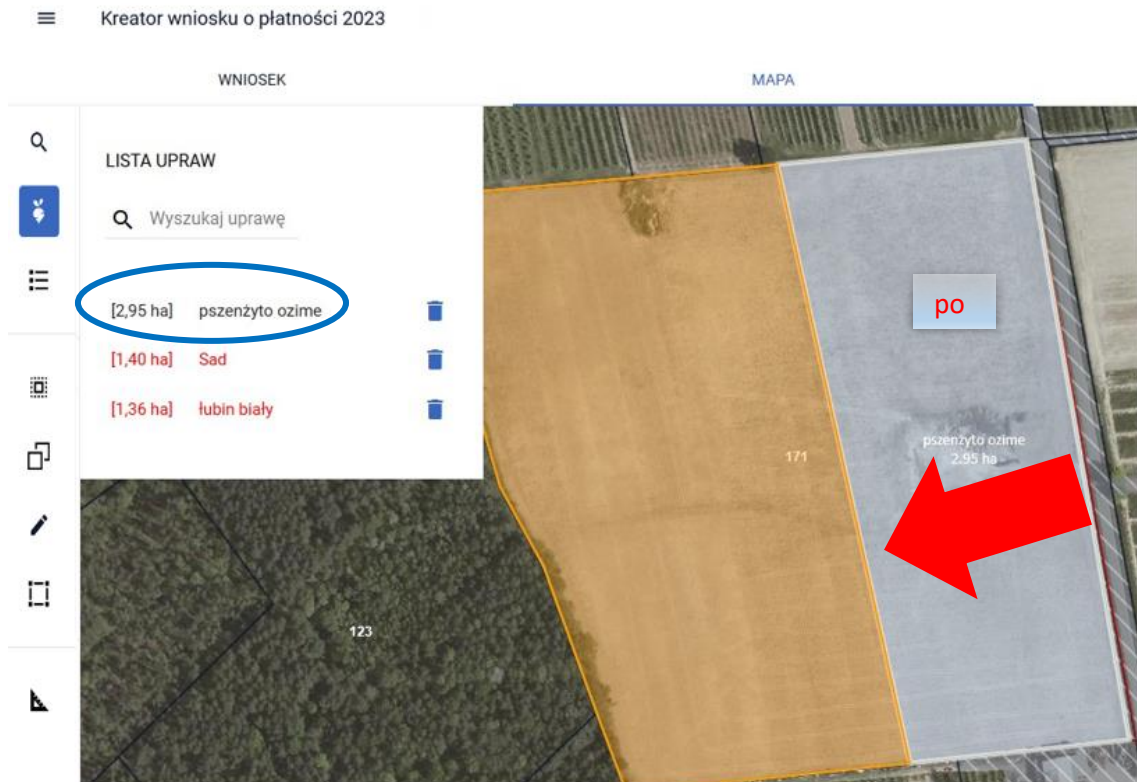 Kreator wniosku o płatności 2023
WNIOSEK
MAPA
LISTA UPRAW
Wyszukaj uprawę
[2,95 ha] pszenżyto ozime
[1,40 ha] Sad
[1,36 ha] łubin biały
po
pszenżyto ozime
2.95 ha
171
123